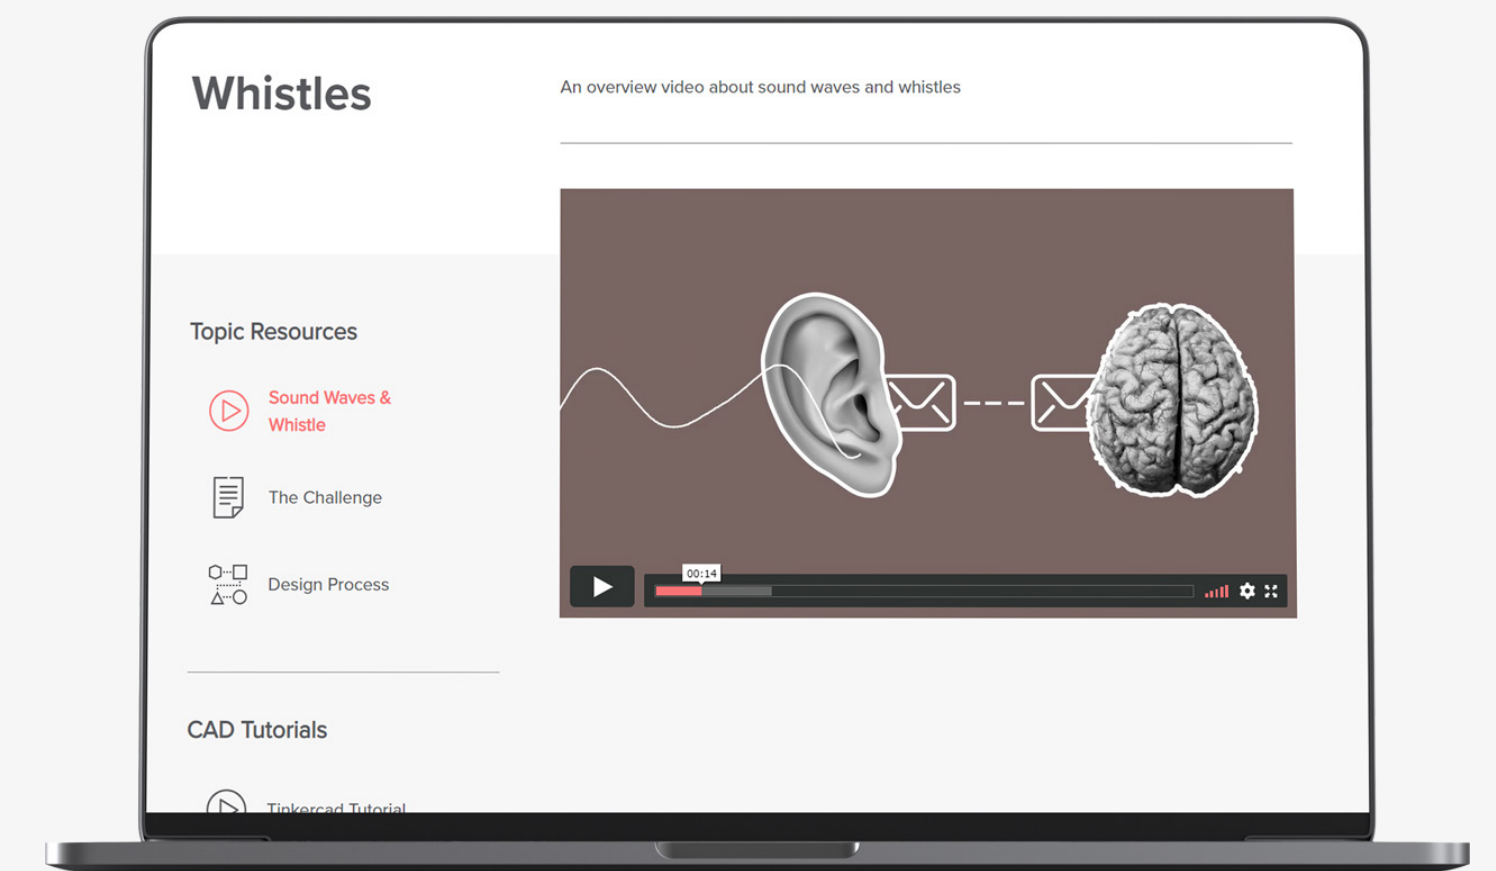 Whistles
An overview video about sound waves and whistles
Topic Resources
Sound Waves &
Whistle
The Challenge
Design Process
00:14
CAD Tutorials
Tinkercad Tutorial